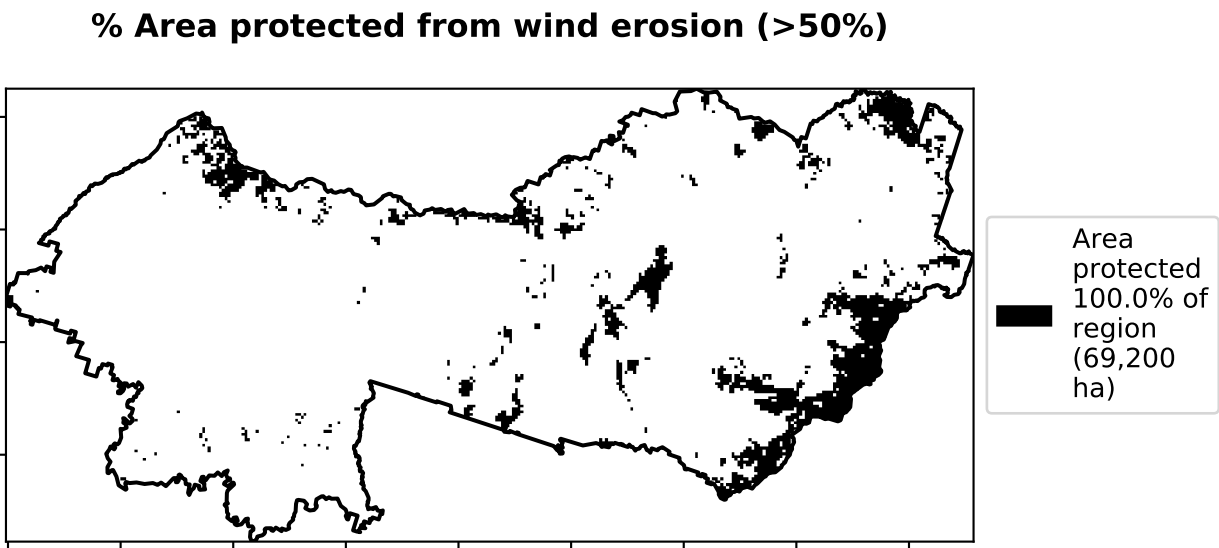 % Area protected from wind erosion (>50%)
Area
protected
100.0% of
region
(69,200
ha)